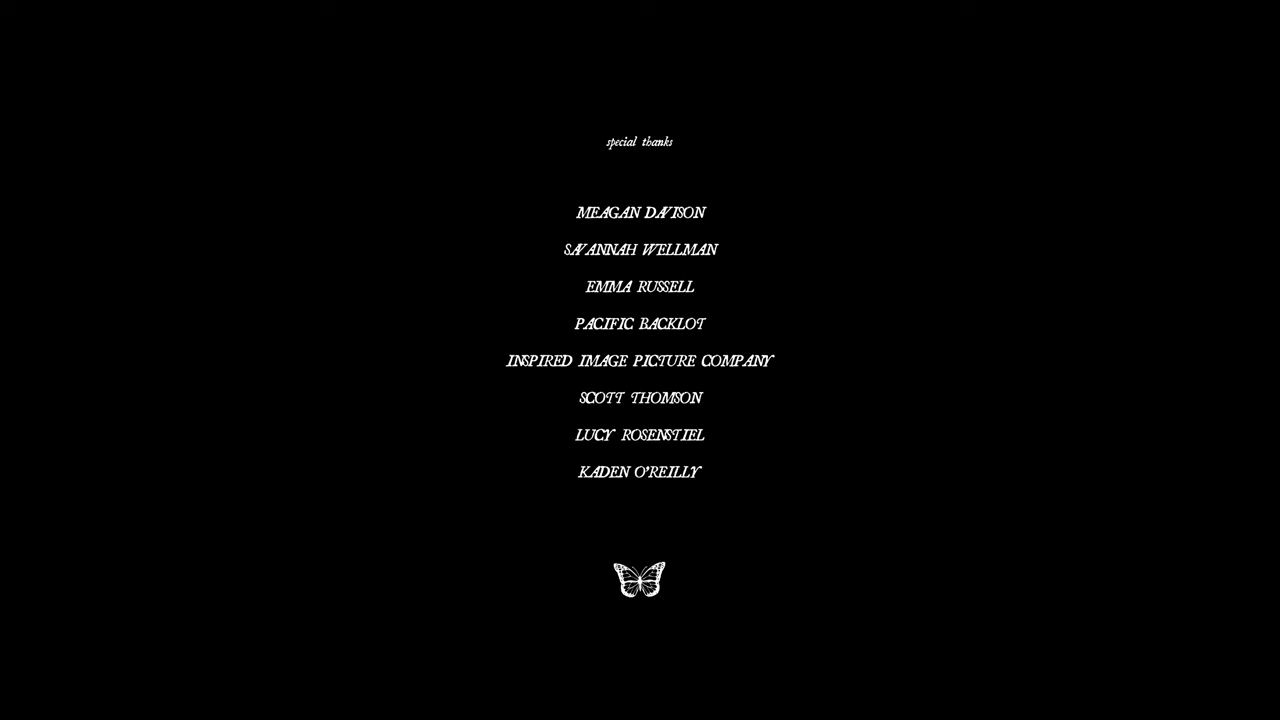 special thanks
MEAGAN DAVISON
SAVANNAH WELLMAN
EMMA RUSSELL
PACIFIC BACKLOT
INSPIRED IMAGE PICTURE COMPANY
SCOTT THOMSON
LUCY ROSENSTIEL
KADEN O'REILLY